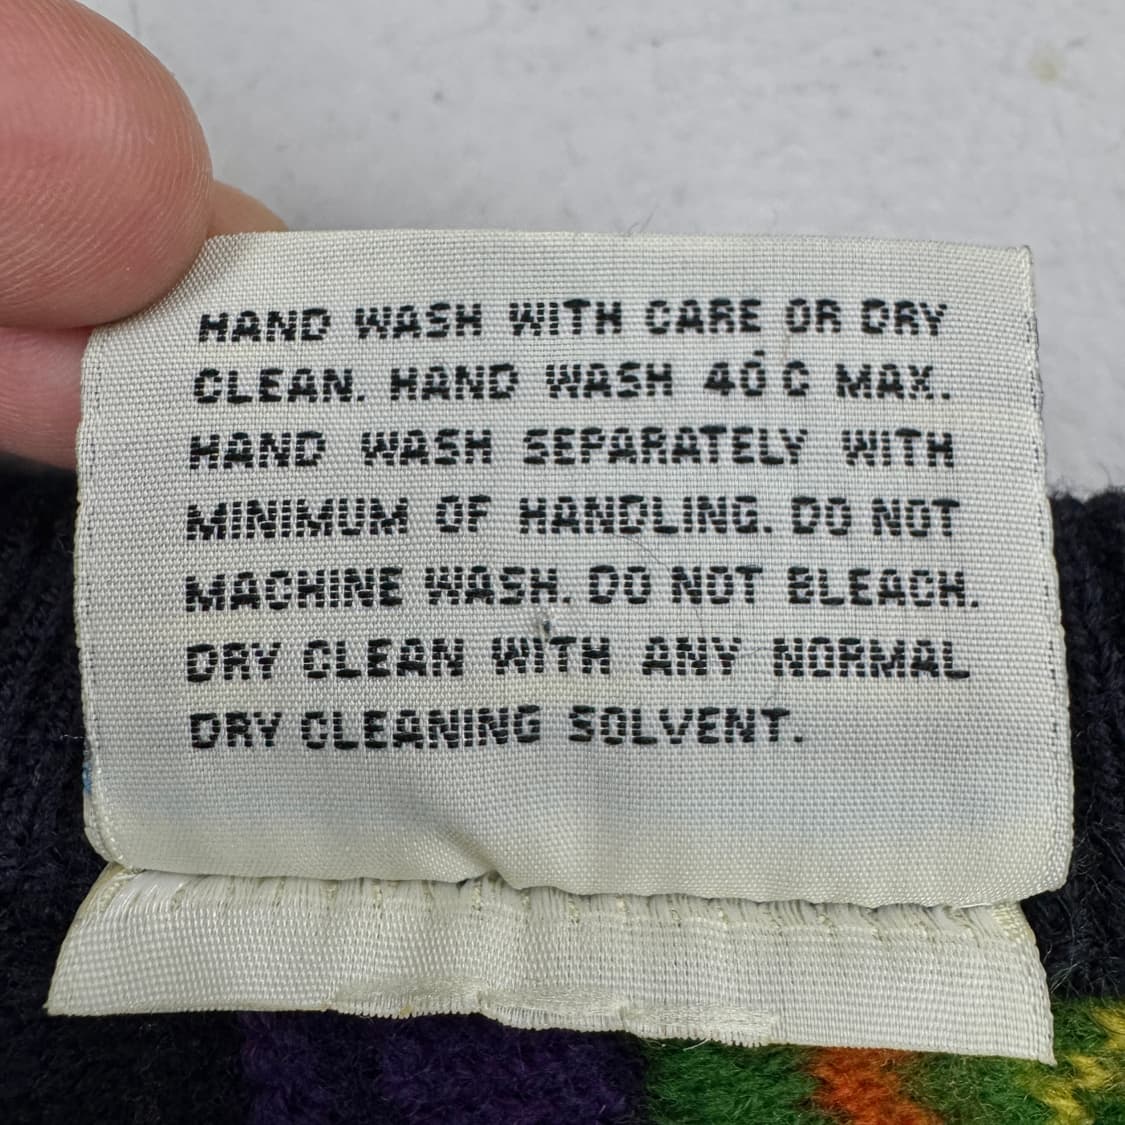 HAND WASH WITH CARE OR DRY
CLEAN. HAND WASH 40°C MAX.
HAND WASH SEPARATELY WITH
MINIMUM OF HANDLING. DO NOT
MACHINE WASH. DO NOT BLEACH.
DRY CLEAN WITH ANY NORMAL
DRY CLEANING SOLVENT.